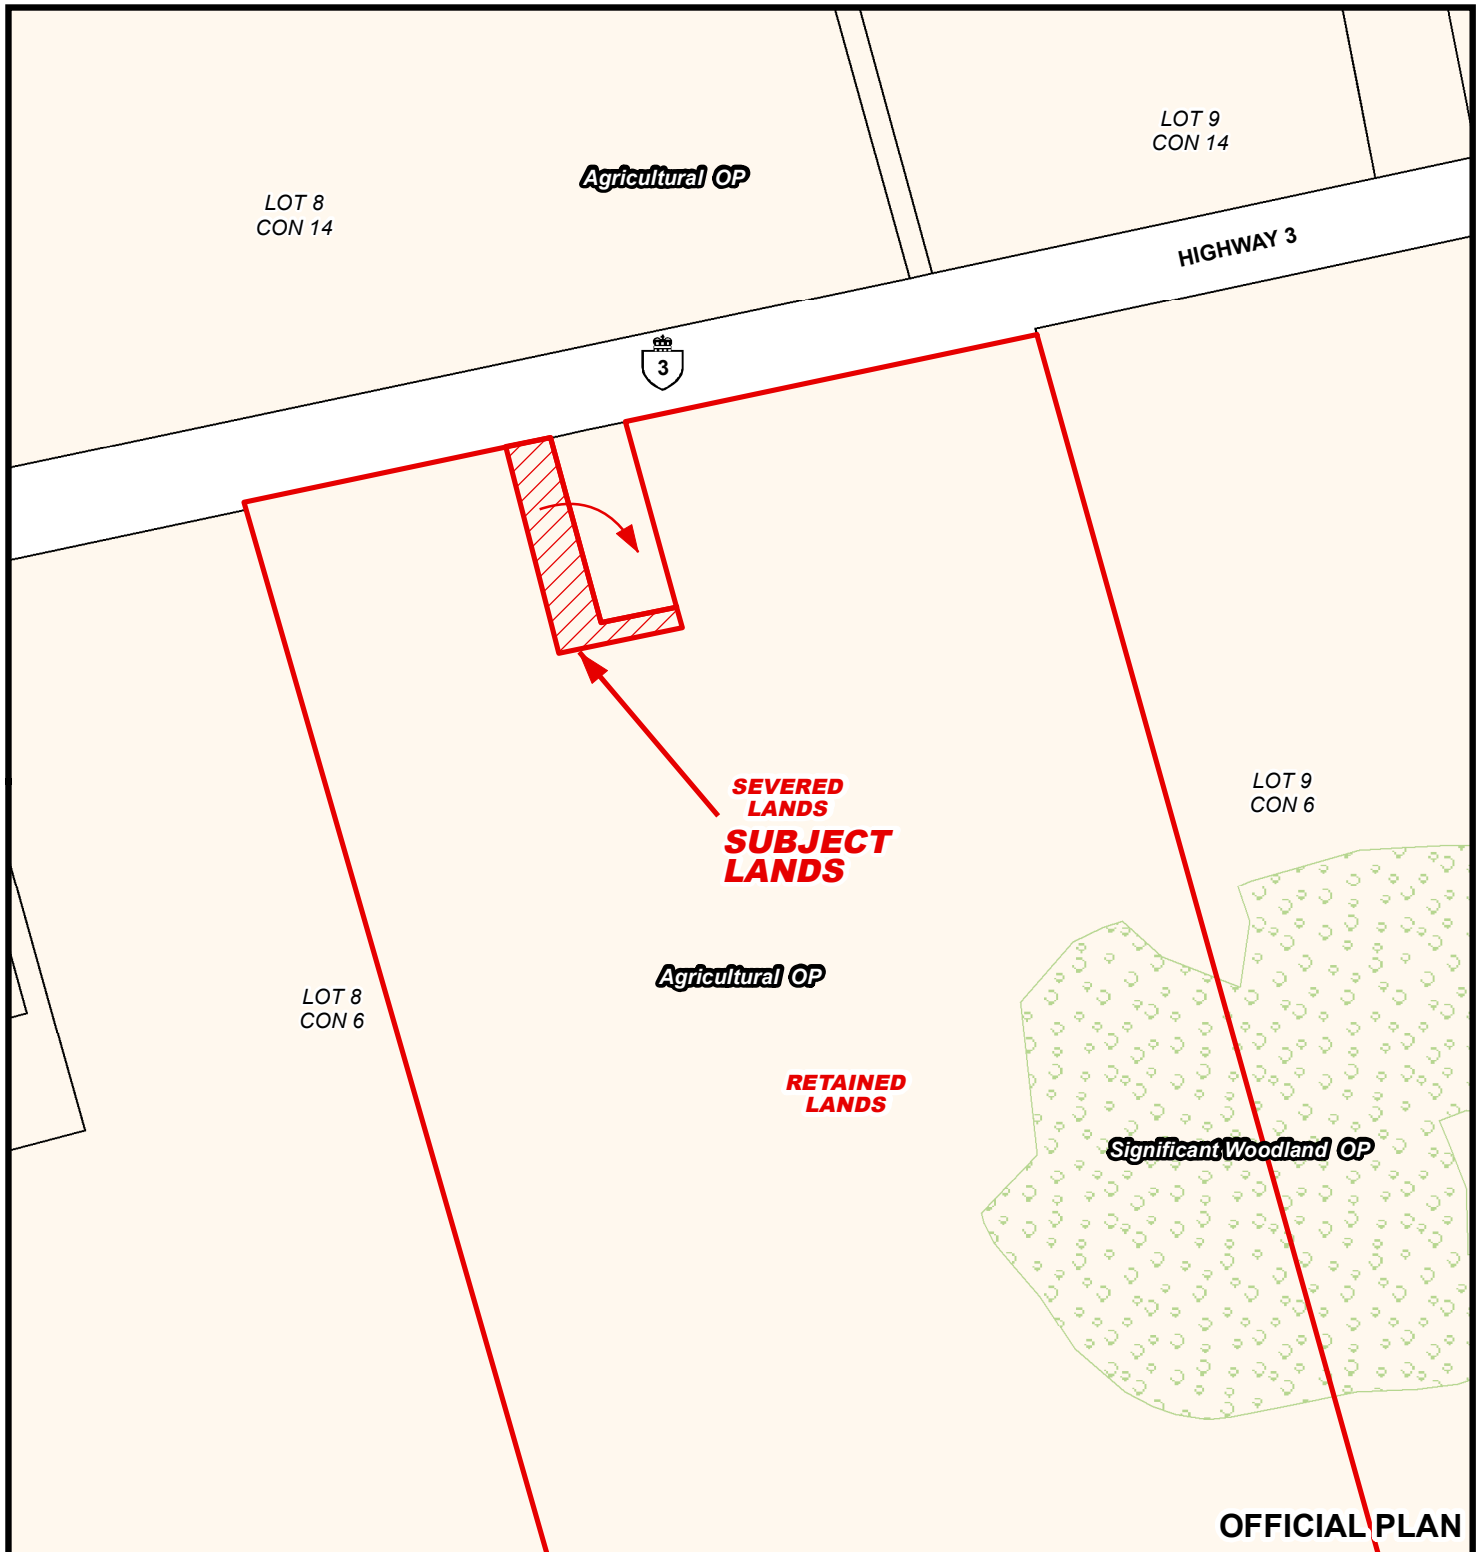 LOT 9
CON 14
Agricultural OP
LOT 8
CON 14
HIGHWAY 3
3
SEVERED
LANDS
SUBJECT
LANDS
LOT 9
CON 6
Agricultural OP
LOT 8
CON 6
RETAINED
LANDS
Significant Woodland OP
OFFICIAL PLAN